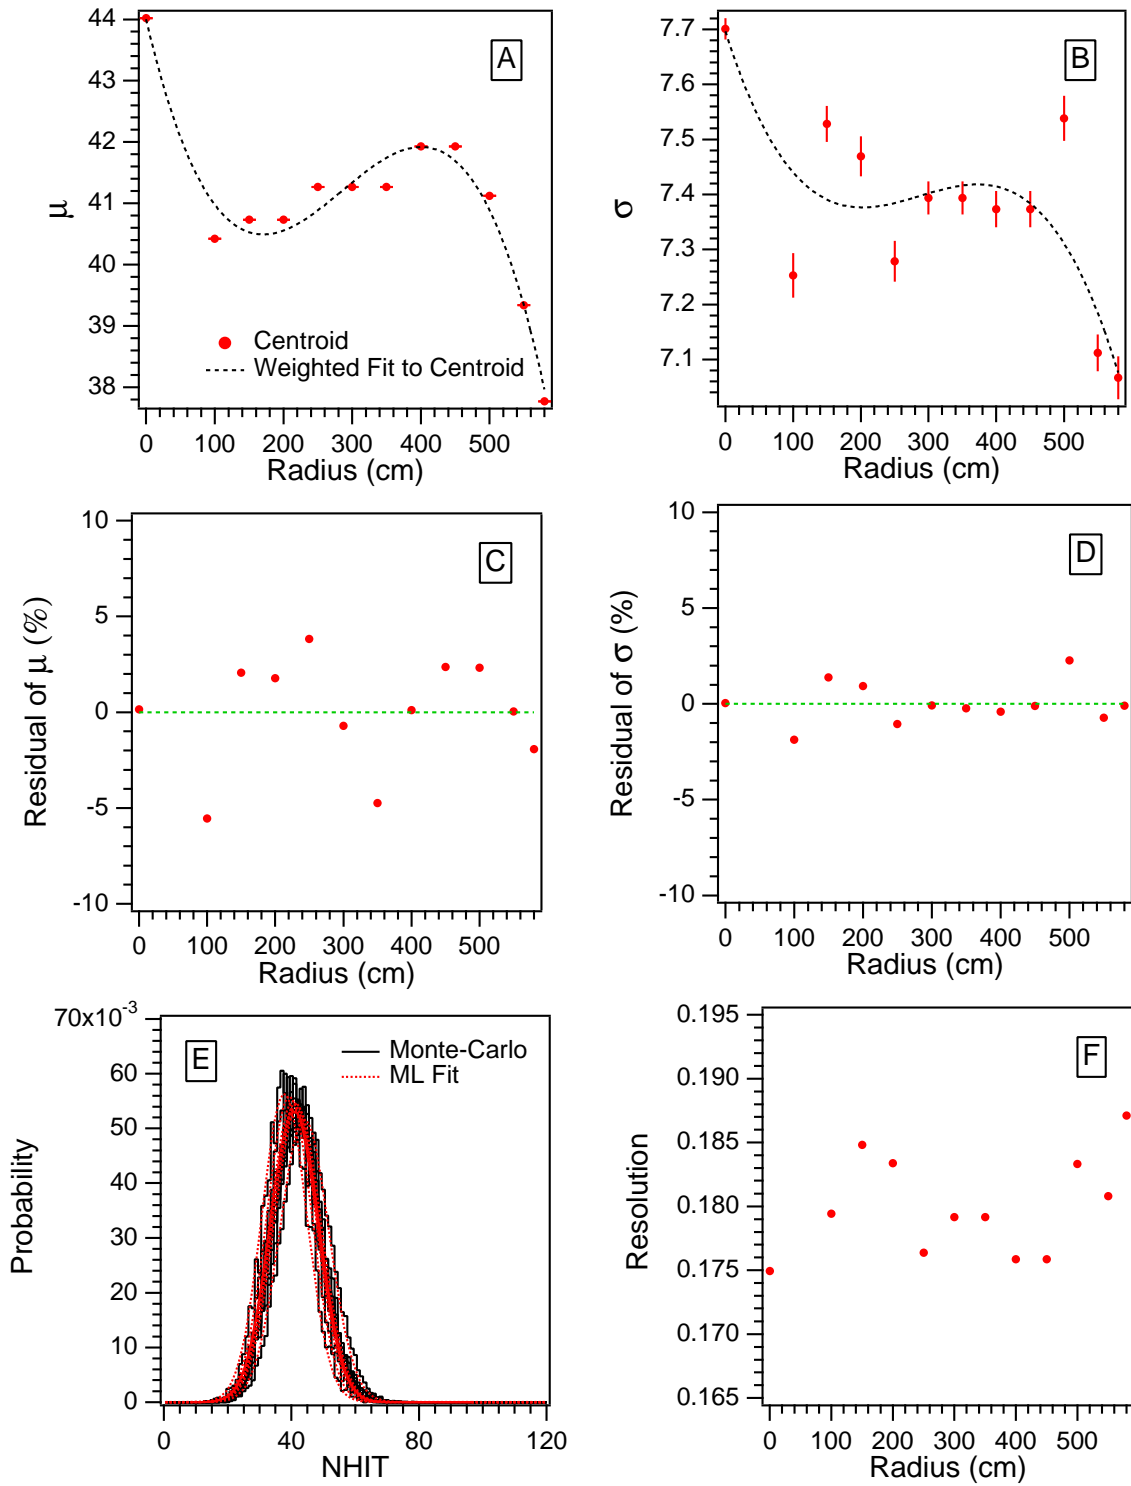 44
43
42
41
40
39
38
μ
A
Centroid
Weighted Fit to Centroid
0 100 200 300 400 500
Radius (cm)
7.7
7.6
7.5
7.4
7.3
7.2
7.1
σ
B
0 100 200 300 400 500
Radius (cm)
10
5
0
-5
-10
Residual of μ (%)
C
0 100 200 300 400 500
Radius (cm)
10
5
0
-5
-10
Residual of σ (%)
D
0 100 200 300 400 500
Radius (cm)
70x10⁻³
60
50
40
30
20
10
0
Probability
E
Monte-Carlo
ML Fit
0 40 80 120
NHIT
0.195
0.190
0.185
0.180
0.175
0.170
0.165
Resolution
F
0 100 200 300 400 500
Radius (cm)